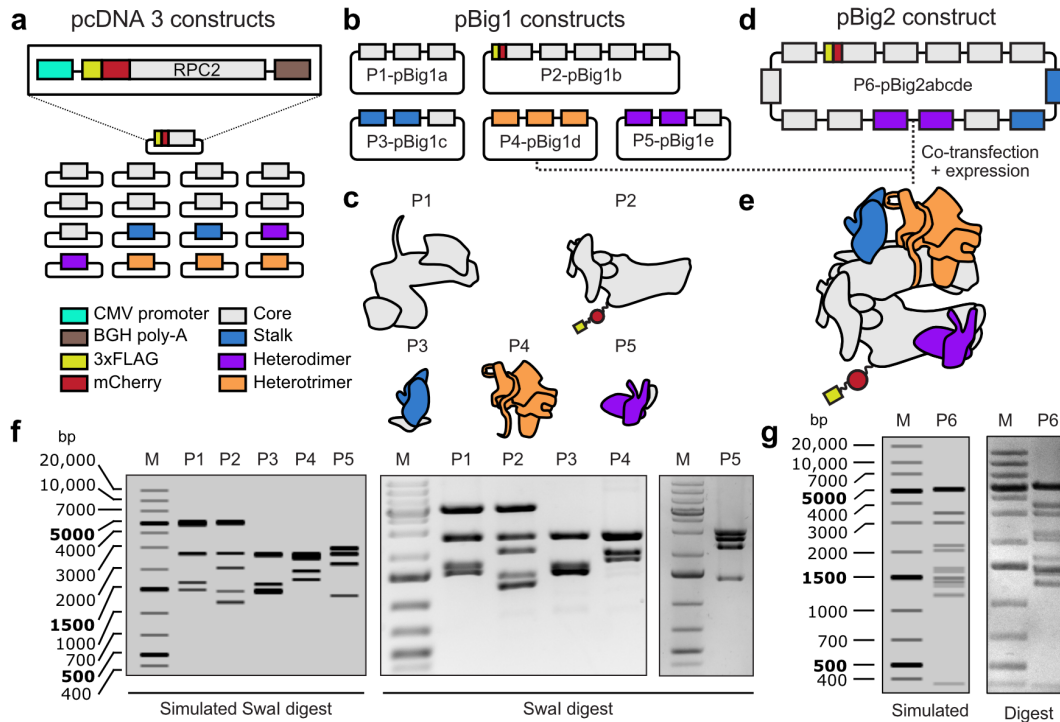 a
pcDNA 3 constructs
RPC2
CMV promoter
BGH poly-A
3xFLAG
mCherry
Core
Stalk
Heterodimer
Heterotrimer
b
pBig1 constructs
P1-pBig1a
P2-pBig1b
P3-pBig1c
P4-pBig1d
P5-pBig1e
c
P1
P2
P3
P4
P5
d
pBig2 construct
P6-pBig2abcde
Co-transfection
+ expression
e
f
bp
20,000
10,000
7000
5000
4000
3000
2000
1500
1000
700
500
400
M P1 P2 P3 P4 P5
Simulated SwaI digest
M P1 P2 P3 P4
M P5
SwaI digest
g
bp
20,000
10,000
7000
5000
4000
3000
2000
1500
1000
700
500
400
M P6
Simulated
M P6
Digest